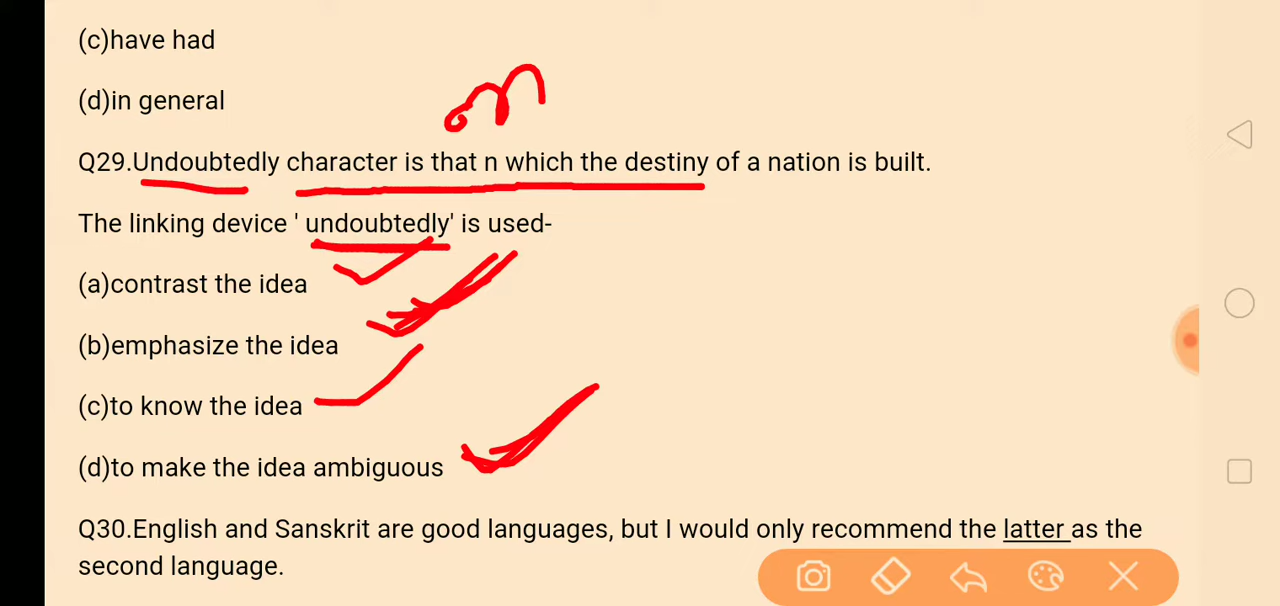 (c)have had
(d)in general
Q29.Undoubtedly character is that n which the destiny of a nation is built.
The linking device ' undoubtedly' is used-
(a)contrast the idea
(b)emphasize the idea
(c)to know the idea
(d)to make the idea ambiguous
Q30.English and Sanskrit are good languages, but I would only recommend the latter as the
second language.